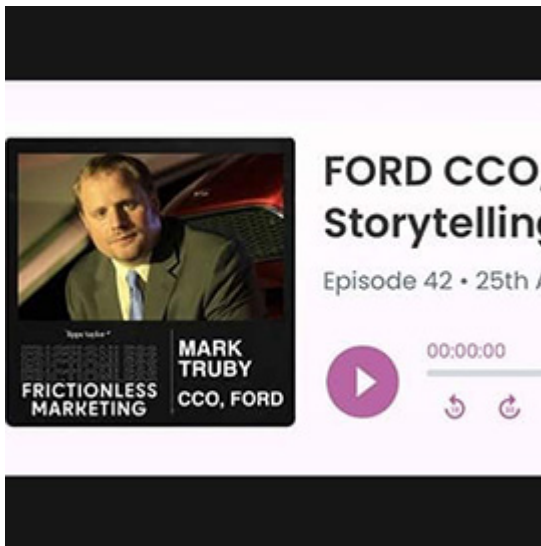 FORD CCO,
Storytelling
Episode 42 • 25th A
MARK
TRUBY
CCO, FORD
FRICTIONLESS
MARKETING
00:00:00